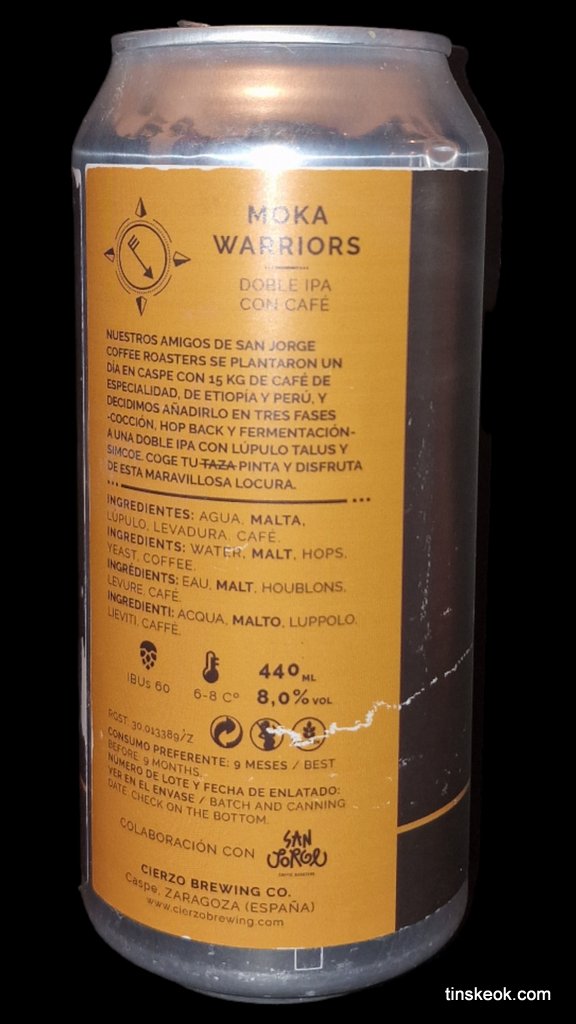 MOKA
WARRIORS
DOBLE IPA
CON CAFÉ
NUESTROS AMIGOS DE SAN JORGE
COFFEE ROASTERS SE PLANTARON UN
DÍA EN CASPE CON 15 KG DE CAFÉ DE
ESPECIALIDAD, DE ETIOPÍA Y PERÚ, Y
DECIDIMOS AÑADIRLO EN TRES FASES
-COCCIÓN, HOP BACK Y FERMENTACIÓN-
A UNA DOBLE IPA CON LÚPULO TALUS Y
SIMCOE. COGE TU TAZA PINTA Y DISFRUTA
DE ESTA MARAVILLOSA LOCURA.
INGREDIENTES: AGUA, MALTA,
LÚPULO, LEVADURA, CAFÉ.
INGREDIENTS: WATER, MALT, HOPS,
YEAST, COFFEE.
INGRÉDIENTS: EAU, MALT, HOUBLONS,
LEVURE, CAFÉ.
INGREDIENTI: ACQUA, MALTO, LUPPOLO,
LIEVITI, CAFFÈ.
IBUs 60
6-8 Cº
440 ML
8,0% VOL
RGST: 30.013389/Z
CONSUMO PREFERENTE: 9 MESES / BEST
BEFORE: 9 MONTHS.
NÚMERO DE LOTE Y FECHA DE ENLATADO:
VER EN EL ENVASE / BATCH AND CANNING
DATE: CHECK ON THE BOTTOM.
COLABORACIÓN CON
SAN
JORGE
COFFEE ROASTERS
CIERZO BREWING CO.
Caspe, ZARAGOZA (ESPAÑA)
www.cierzobrewing.com
tinskeok.com